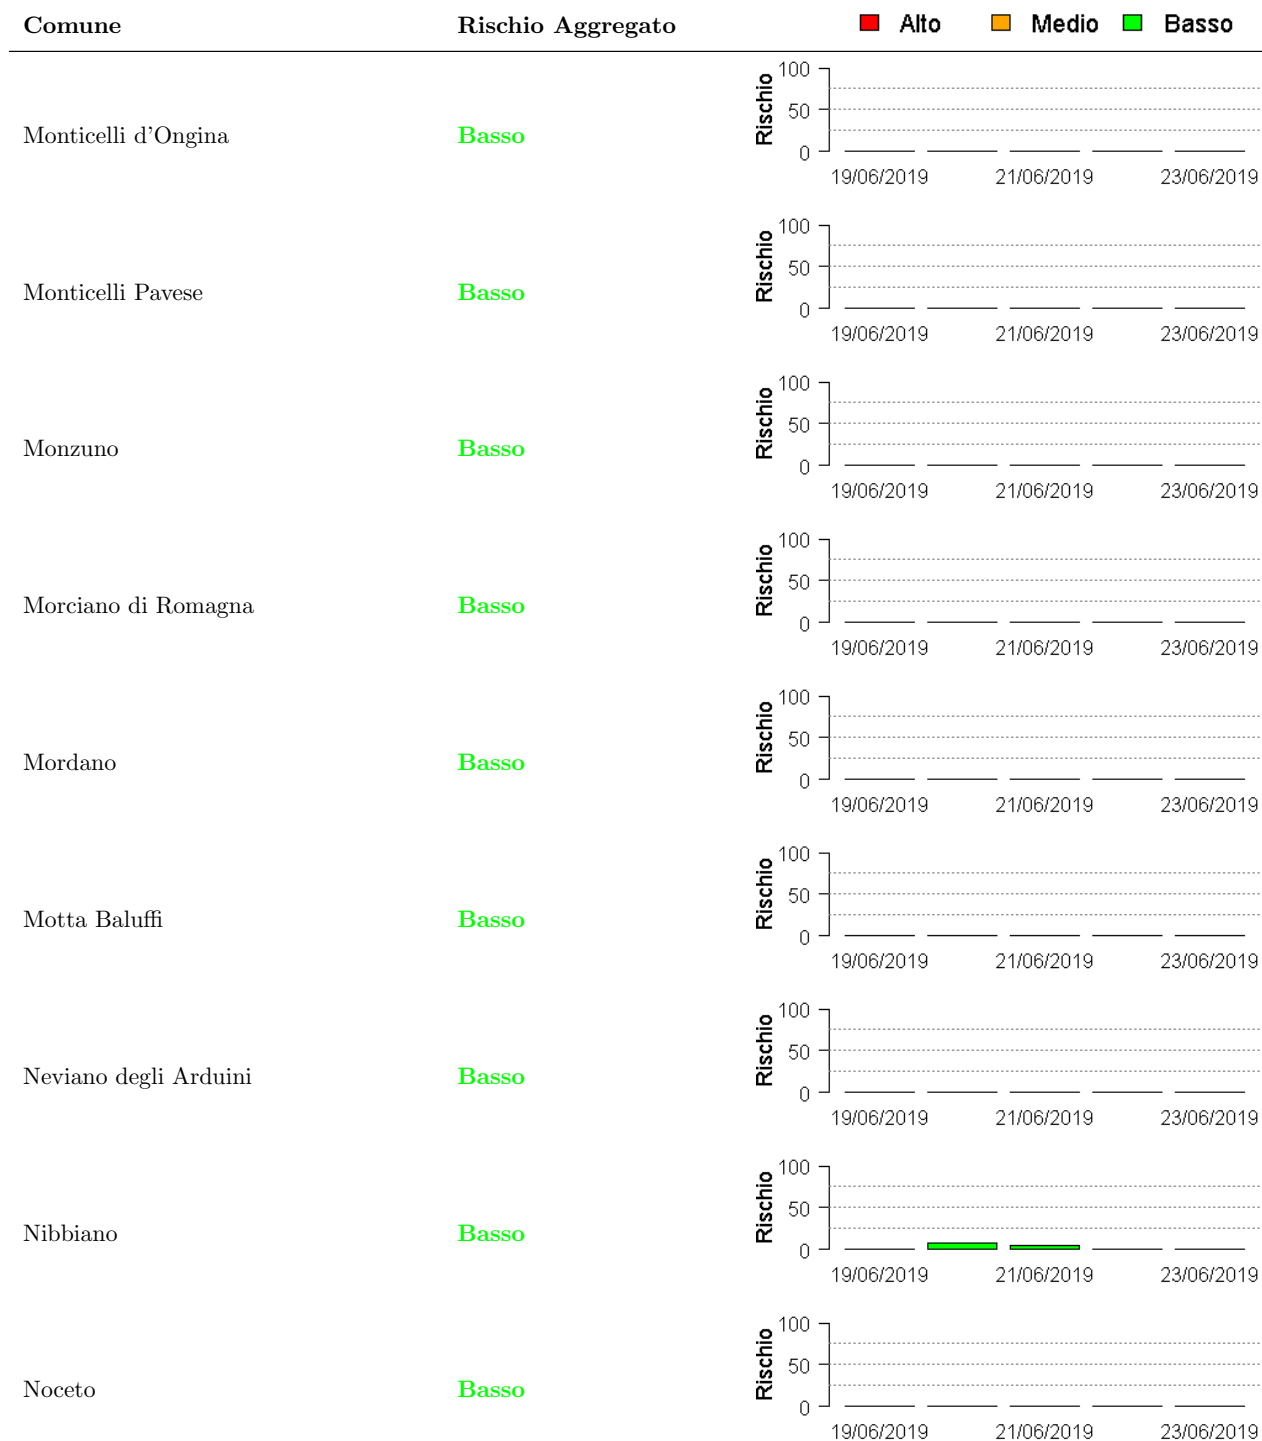 Comune Rischio Aggregato Alto Medio Basso
Monticelli d'Ongina Basso
Rischio
100
50
0
19/06/2019 21/06/2019 23/06/2019
Monticelli Pavese Basso
Rischio
100
50
0
19/06/2019 21/06/2019 23/06/2019
Monzuno Basso
Rischio
100
50
0
19/06/2019 21/06/2019 23/06/2019
Morciano di Romagna Basso
Rischio
100
50
0
19/06/2019 21/06/2019 23/06/2019
Mordano Basso
Rischio
100
50
0
19/06/2019 21/06/2019 23/06/2019
Motta Baluffi Basso
Rischio
100
50
0
19/06/2019 21/06/2019 23/06/2019
Neviano degli Arduini Basso
Rischio
100
50
0
19/06/2019 21/06/2019 23/06/2019
Nibbiano Basso
Rischio
100
50
0
19/06/2019 21/06/2019 23/06/2019
Noceto Basso
Rischio
100
50
0
19/06/2019 21/06/2019 23/06/2019